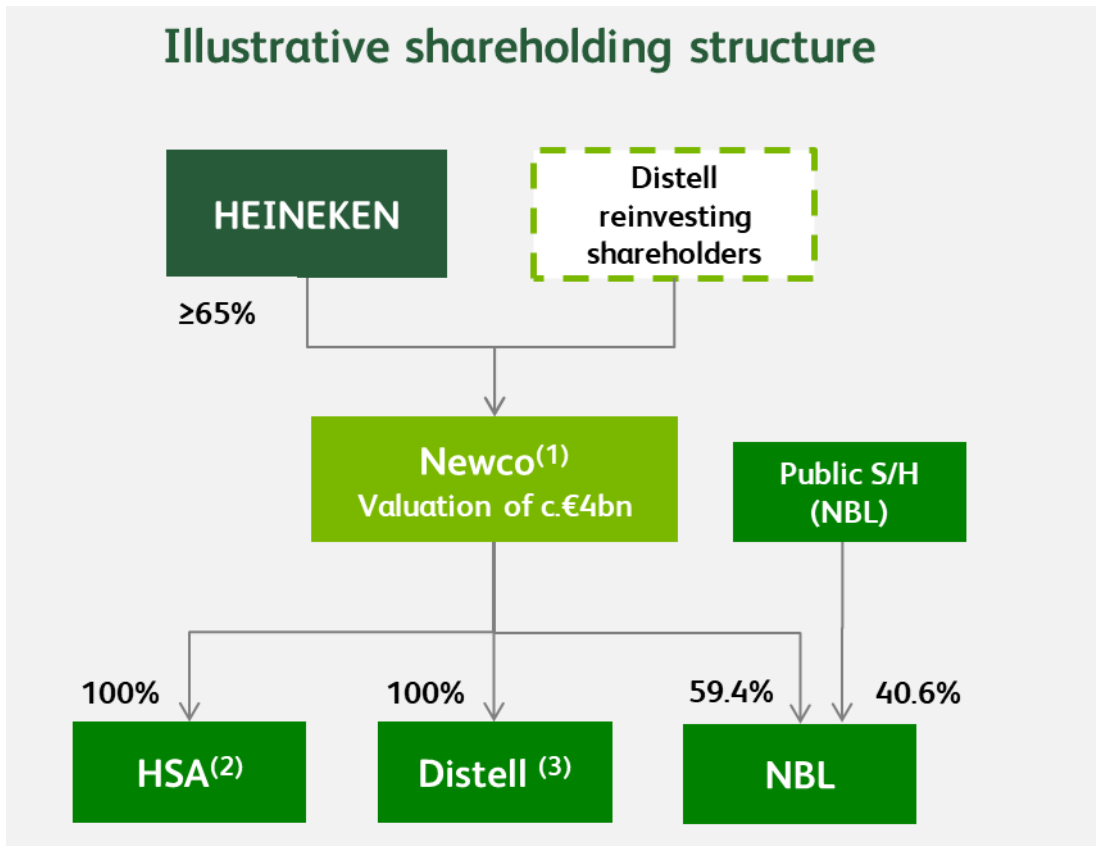 Illustrative shareholding structure
HEINEKEN
Distell
reinvesting
shareholders
≥65%
Newco(1)
Valuation of c.€4bn
Public S/H
(NBL)
100%
100%
59.4%
40.6%
HSA(2)
Distell (3)
NBL